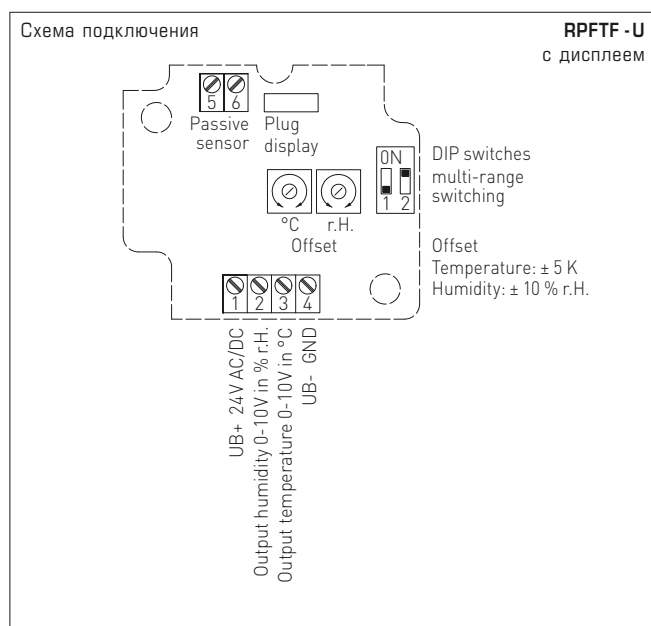 Схема подключения
RPFTF -U
с дисплеем
5 6
Passive
sensor
Plug
display
ON
1 2
DIP switches
multi-range
switching
°C
r.H.
Offset
Offset
Temperature: ± 5 K
Humidity: ± 10 % r.H.
1 2 3 4
UB+ 24V AC/DC
Output humidity 0-10V in % r.H.
Output temperature 0-10V in °C
UB- GND